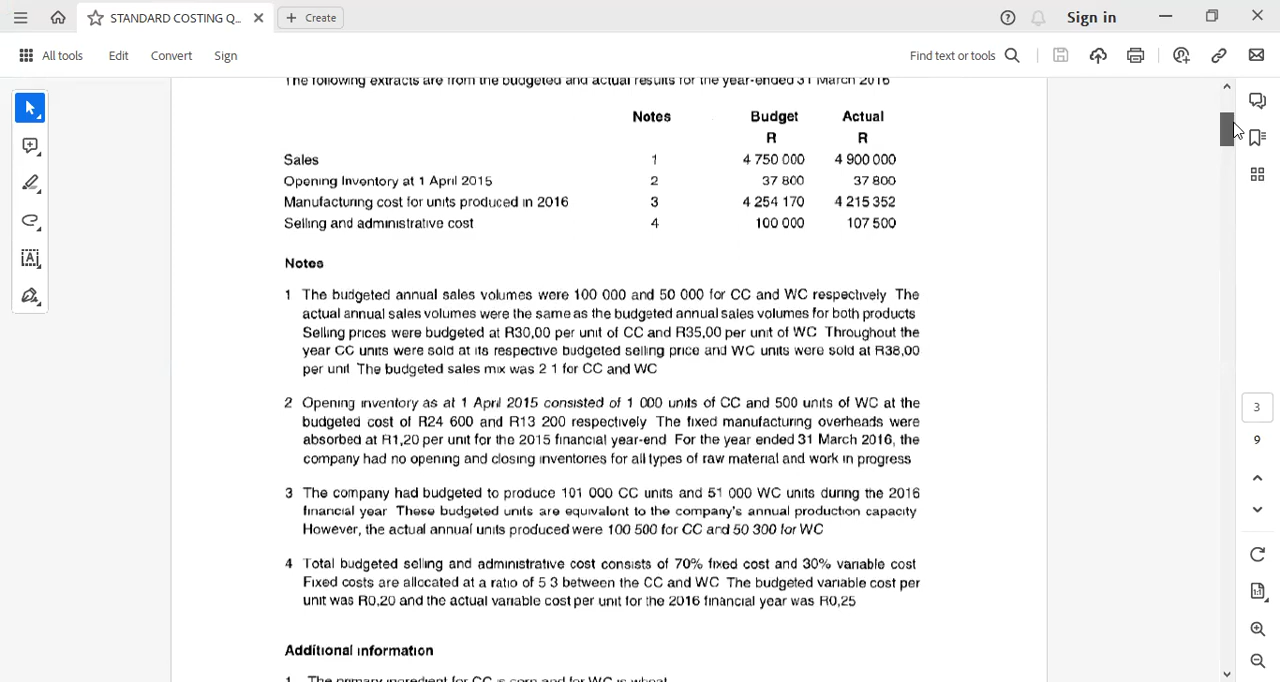 STANDARD COSTING Q...
Create
Sign in
All tools
Edit
Convert
Sign
Find text or tools
The following extracts are from the budgeted and actual results for the year-ended 31 March 2016
Notes Budget Actual
R R
Sales 1 4 750 000 4 900 000
Opening Inventory at 1 April 2015 2 37 800 37 800
Manufacturing cost for units produced in 2016 3 4 254 170 4 215 352
Selling and administrative cost 4 100 000 107 500
Notes
1 The budgeted annual sales volumes were 100 000 and 50 000 for CC and WC respectively The
actual annual sales volumes were the same as the budgeted annual sales volumes for both products
Selling prices were budgeted at R30,00 per unit of CC and R35,00 per unit of WC Throughout the
year CC units were sold at its respective budgeted selling price and WC units were sold at R38,00
per unit The budgeted sales mix was 2 1 for CC and WC
2 Opening inventory as at 1 April 2015 consisted of 1 000 units of CC and 500 units of WC at the
budgeted cost of R24 600 and R13 200 respectively The fixed manufacturing overheads were
absorbed at R1,20 per unit for the 2015 financial year-end For the year ended 31 March 2016, the
company had no opening and closing inventories for all types of raw material and work in progress
3 The company had budgeted to produce 101 000 CC units and 51 000 WC units during the 2016
financial year These budgeted units are equivalent to the company's annual production capacity
However, the actual annual units produced were 100 500 for CC and 50 300 for WC
4 Total budgeted selling and administrative cost consists of 70% fixed cost and 30% variable cost
Fixed costs are allocated at a ratio of 5 3 between the CC and WC The budgeted variable cost per
unit was R0,20 and the actual variable cost per unit for the 2016 financial year was R0,25
Additional information
1 The primary ingredient for CC is corn and for WC is wheat
3
9